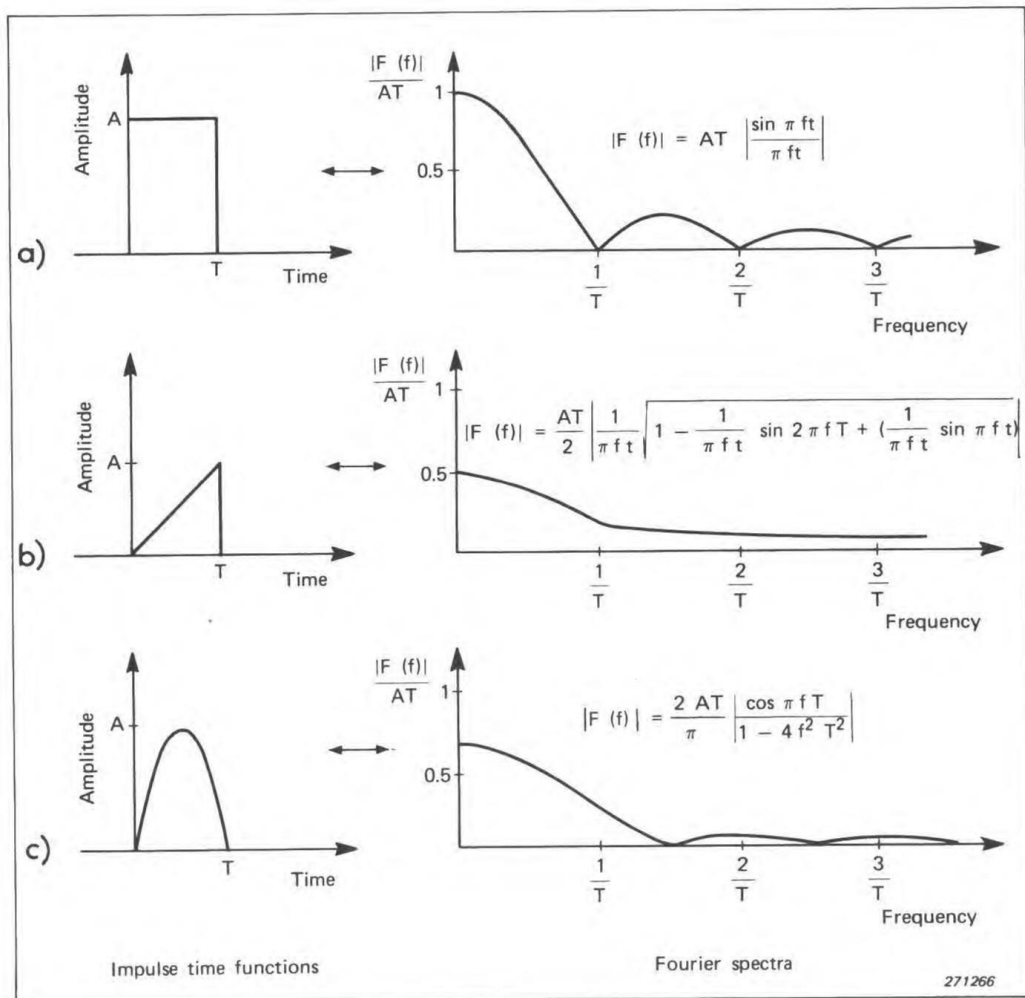 a)
Amplitude
A
T
Time
|F (f)|
AT
1
0.5
|F (f)| = AT |sin π ft / π ft|
1/T
2/T
3/T
Frequency
b)
Amplitude
A
T
Time
|F (f)|
AT
1
0.5
|F (f)| = AT/2 |1/π f t √ 1 − 1/π f t sin 2 π f T + (1/π f t sin π f t)|
1/T
2/T
3/T
Frequency
c)
Amplitude
A
T
Time
|F (f)|
AT
1
0.5
|F (f) | = 2 AT/π |cos π f T / 1 − 4 f² T²|
1/T
2/T
3/T
Frequency
Impulse time functions
Fourier spectra
271266